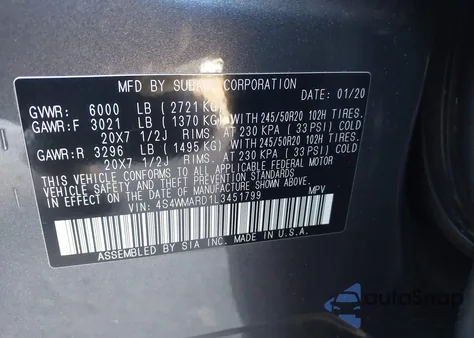 MFD BY SUBARU CORPORATION DATE: 01/20
GVWR: 6000 LB (2721 KG)
GAWR:F 3021 LB (1370 KG) WITH 245/50R20 102H TIRES.
20X7 1/2J RIMS. AT 230 KPA (33 PSI) COLD
GAWR:R 3296 LB (1495 KG) WITH 245/50R20 102H TIRES.
20X7 1/2J RIMS. AT 230 KPA (33 PSI) COLD
THIS VEHICLE CONFORMS TO ALL APPLICABLE FEDERAL MOTOR
VEHICLE SAFETY STANDARDS
IN EFFECT ON THE DATE OF MANUFACTURE SHOWN ABOVE.
VIN: 4S4WMARD1L3451799 MPV
ASSEMBLED BY SIA INC. IN U.S.A.
autoSnap